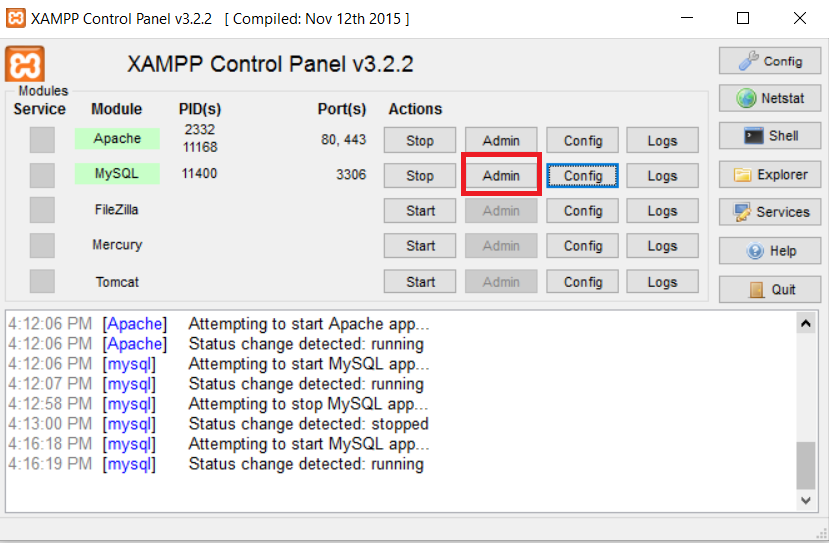 XAMPP Control Panel v3.2.2 [ Compiled: Nov 12th 2015 ]
XAMPP Control Panel v3.2.2
Config
Modules
Service Module PID(s) Port(s) Actions
Netstat
Apache 2332 11168 80, 443 Stop Admin Config Logs
Shell
MySQL 11400 3306 Stop Admin Config Logs
Explorer
FileZilla Start Admin Config Logs
Services
Mercury Start Admin Config Logs
Help
Tomcat Start Admin Config Logs
Quit
4:12:06 PM [Apache] Attempting to start Apache app...
4:12:06 PM [Apache] Status change detected: running
4:12:06 PM [mysql] Attempting to start MySQL app...
4:12:07 PM [mysql] Status change detected: running
4:12:58 PM [mysql] Attempting to stop MySQL app...
4:13:00 PM [mysql] Status change detected: stopped
4:16:18 PM [mysql] Attempting to start MySQL app...
4:16:19 PM [mysql] Status change detected: running